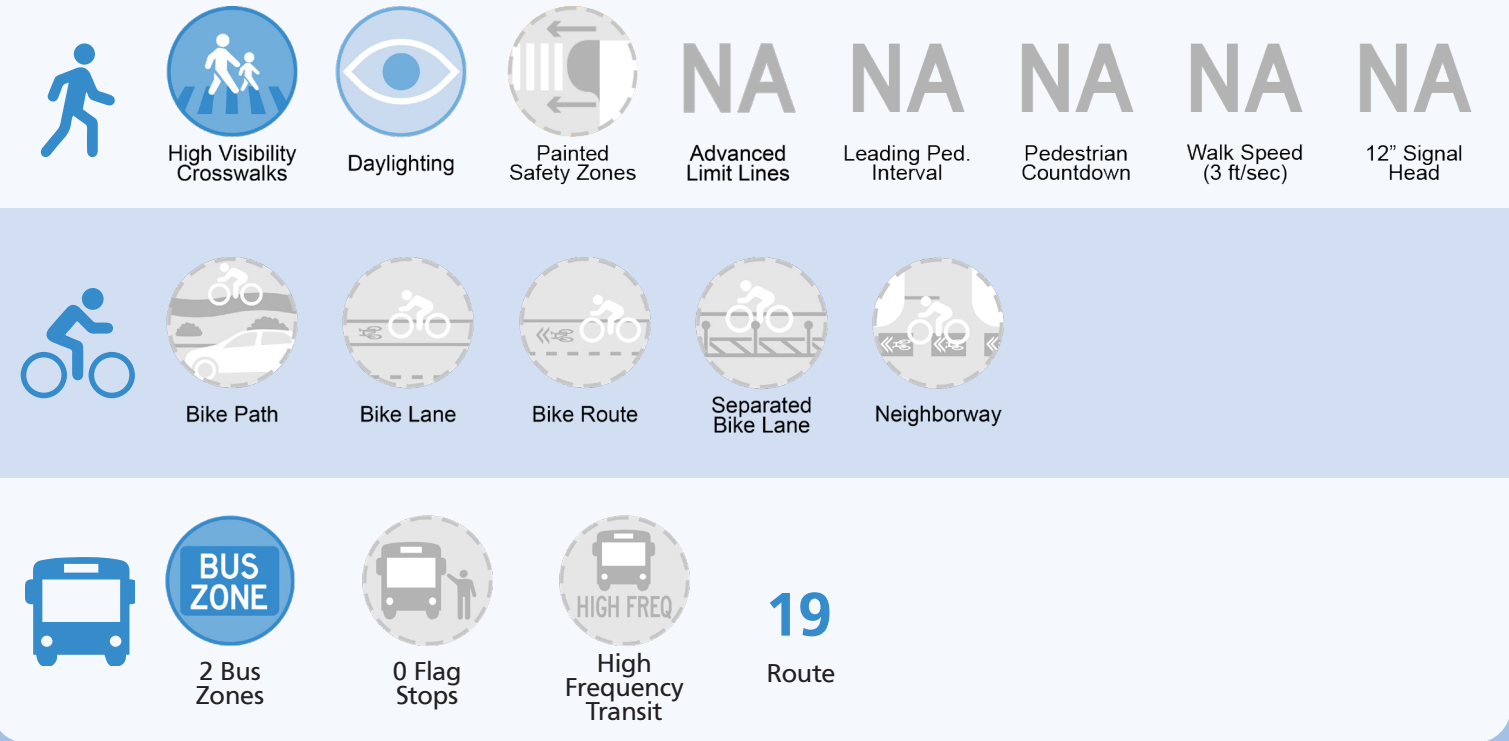 NA NA NA NA NA
High Visibility
Crosswalks
Daylighting
Painted
Safety Zones
Advanced
Limit Lines
Leading Ped.
Interval
Pedestrian
Countdown
Walk Speed
(3 ft/sec)
12” Signal
Head
Bike Path
Bike Lane
Bike Route
Separated
Bike Lane
Neighborway
BUS
ZONE
2 Bus
Zones
0 Flag
Stops
HIGH FREQ
High
Frequency
Transit
19
Route